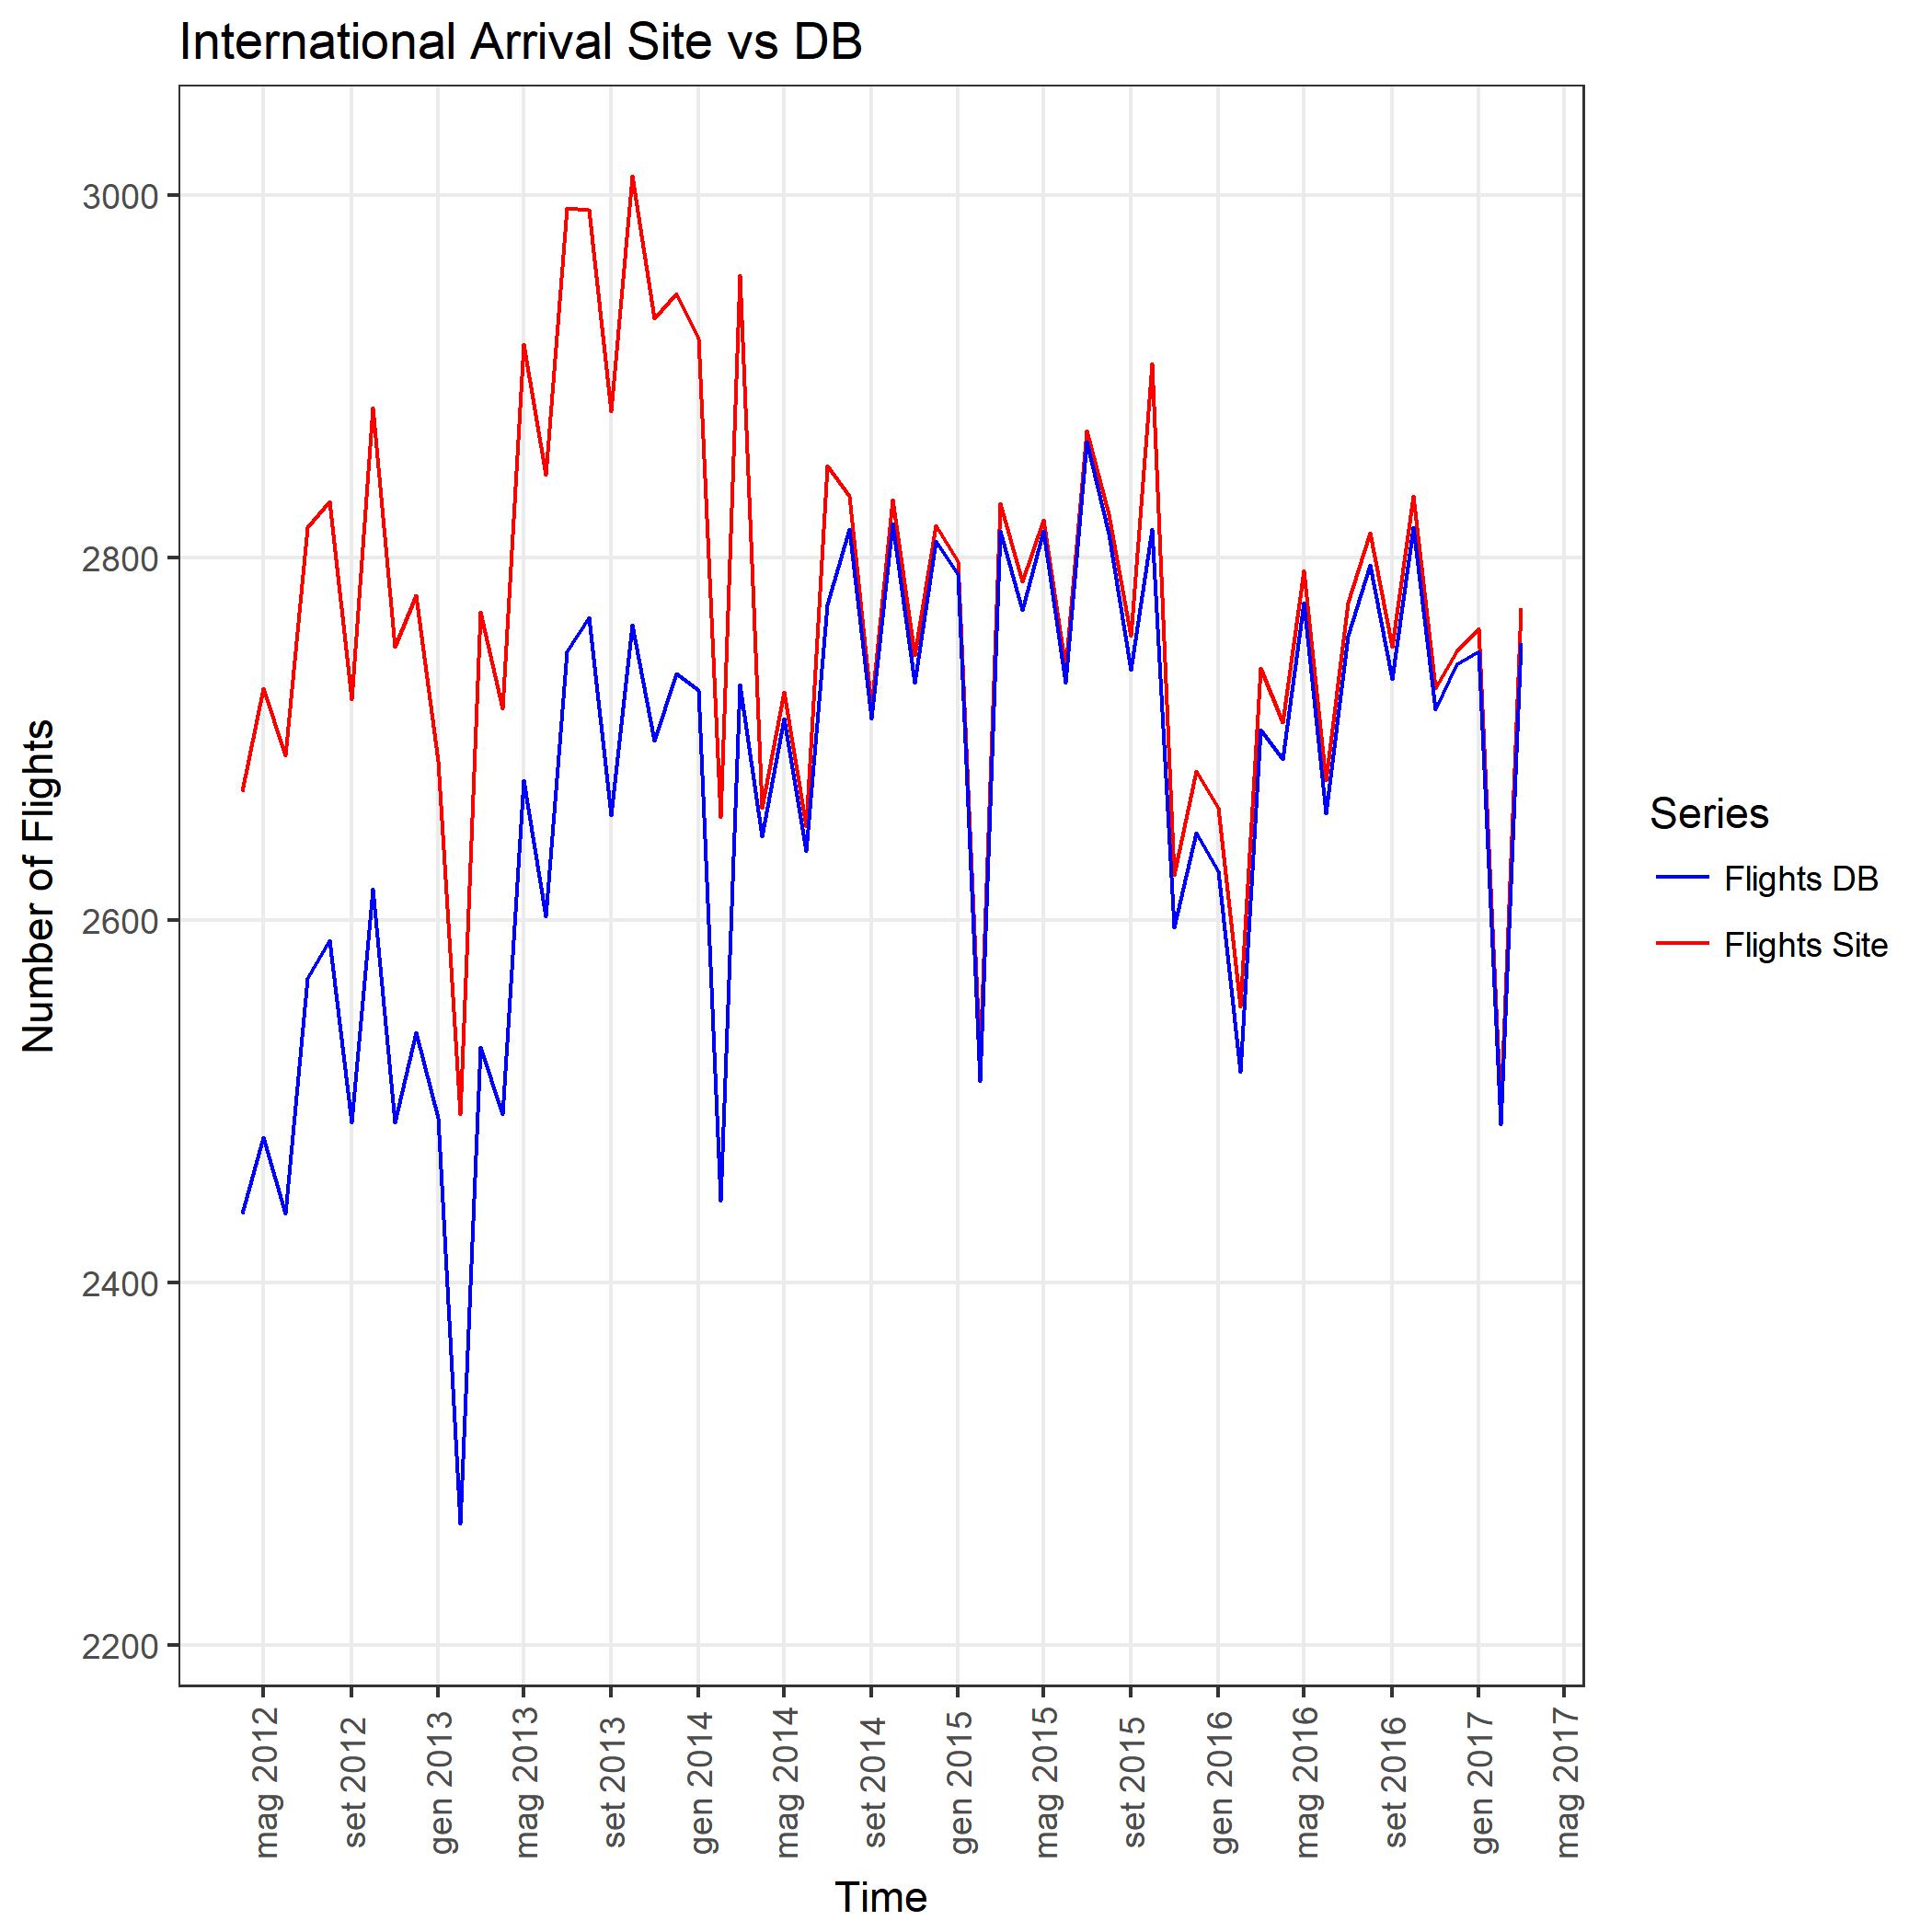 International Arrival Site vs DB
Number of Flights
3000
2800
2600
2400
2200
mag 2012
set 2012
gen 2013
mag 2013
set 2013
gen 2014
mag 2014
set 2014
gen 2015
mag 2015
set 2015
gen 2016
mag 2016
set 2016
gen 2017
mag 2017
Time
Series
Flights DB
Flights Site